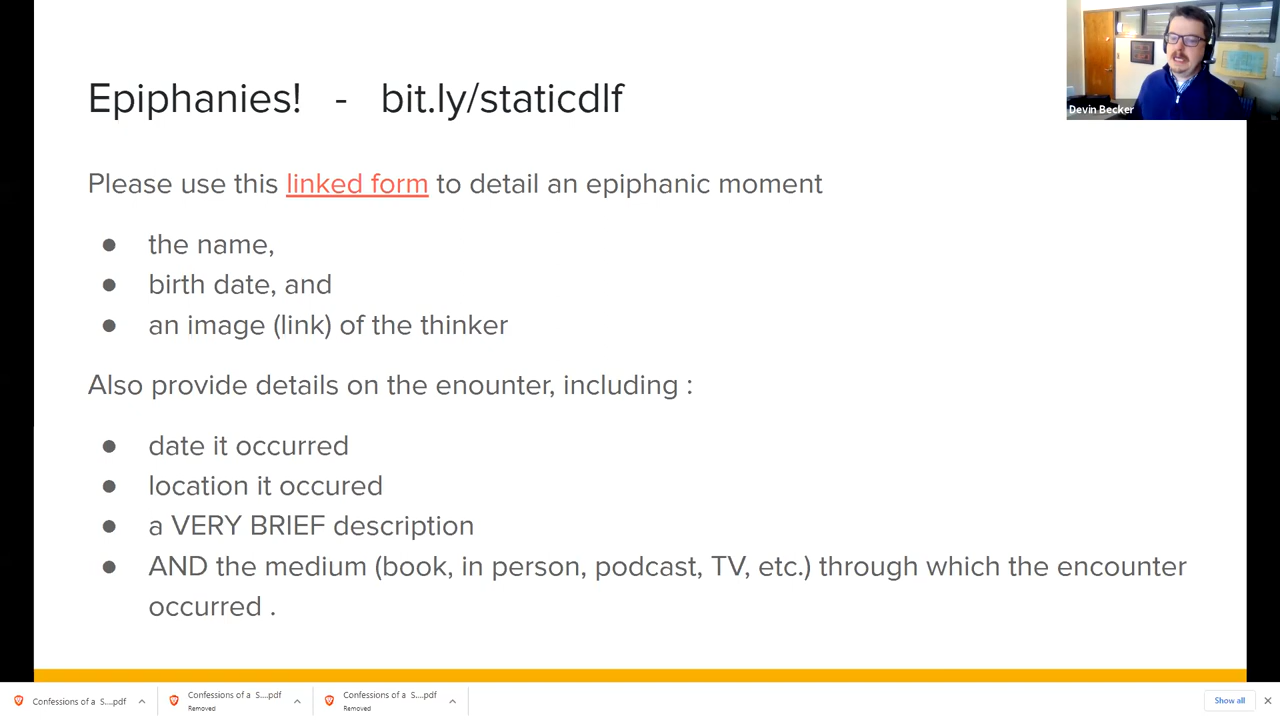 Epiphanies! - bit.ly/staticdlf
Devin Becker
Please use this linked form to detail an epiphanic moment
● the name,
● birth date, and
● an image (link) of the thinker
Also provide details on the enounter, including :
● date it occurred
● location it occured
● a VERY BRIEF description
● AND the medium (book, in person, podcast, TV, etc.) through which the encounter
occurred .
Confessions of a S....pdf
Confessions of a S....pdf
Removed
Confessions of a S....pdf
Removed
Show all